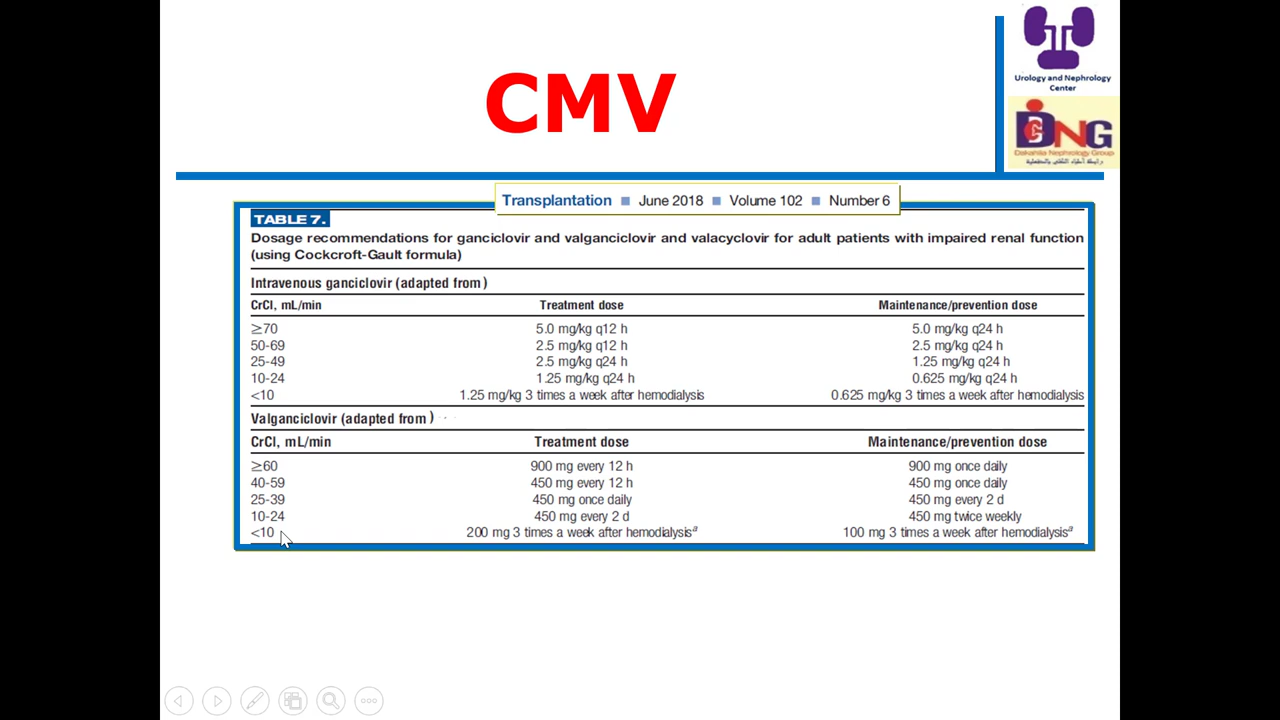 CMV
Urology and Nephrology
Center
DNG
Dakahlia Nephrology Group
Transplantation ■ June 2018 ■ Volume 102 ■ Number 6
TABLE 7.
Dosage recommendations for ganciclovir and valganciclovir and valacyclovir for adult patients with impaired renal function
(using Cockcroft-Gault formula)
Intravenous ganciclovir (adapted from)
CrCl, mL/min Treatment dose Maintenance/prevention dose
≥70 5.0 mg/kg q12 h 5.0 mg/kg q24 h
50-69 2.5 mg/kg q12 h 2.5 mg/kg q24 h
25-49 2.5 mg/kg q24 h 1.25 mg/kg q24 h
10-24 1.25 mg/kg q24 h 0.625 mg/kg q24 h
<10 1.25 mg/kg 3 times a week after hemodialysis 0.625 mg/kg 3 times a week after hemodialysis
Valganciclovir (adapted from )
CrCl, mL/min Treatment dose Maintenance/prevention dose
≥60 900 mg every 12 h 900 mg once daily
40-59 450 mg every 12 h 450 mg once daily
25-39 450 mg once daily 450 mg every 2 d
10-24 450 mg every 2 d 450 mg twice weekly
<10 200 mg 3 times a week after hemodialysisᵃ 100 mg 3 times a week after hemodialysisᵃ